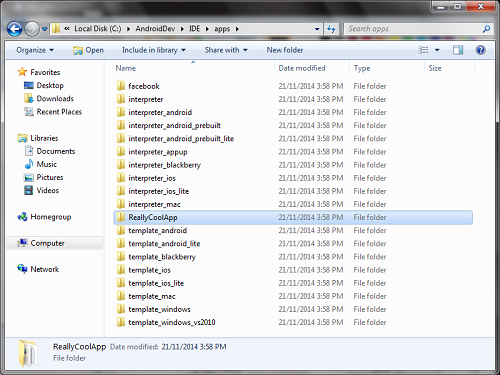 « Local Disk (C:) ▸ AndroidDev ▸ IDE ▸ apps ▸ Search apps
Organize Open Include in library Share with New folder
Name Date modified Type Size
Favorites
Desktop
Downloads
Recent Places
Libraries
Documents
Music
Pictures
Videos
Homegroup
Computer
Network
facebook 21/11/2014 3:58 PM File folder
interpreter 21/11/2014 3:58 PM File folder
interpreter_android 21/11/2014 3:58 PM File folder
interpreter_android_prebuilt 21/11/2014 3:58 PM File folder
interpreter_android_prebuilt_lite 21/11/2014 3:58 PM File folder
interpreter_appup 21/11/2014 3:58 PM File folder
interpreter_blackberry 21/11/2014 3:58 PM File folder
interpreter_ios 21/11/2014 3:58 PM File folder
interpreter_ios_lite 21/11/2014 3:58 PM File folder
interpreter_mac 21/11/2014 3:58 PM File folder
ReallyCoolApp 21/11/2014 3:58 PM File folder
template_android 21/11/2014 3:58 PM File folder
template_android_lite 21/11/2014 3:58 PM File folder
template_blackberry 21/11/2014 3:58 PM File folder
template_ios 21/11/2014 3:58 PM File folder
template_ios_lite 21/11/2014 3:58 PM File folder
template_mac 21/11/2014 3:58 PM File folder
template_windows 21/11/2014 3:58 PM File folder
template_windows_vs2010 21/11/2014 3:58 PM File folder
ReallyCoolApp Date modified: 21/11/2014 3:58 PM
File folder